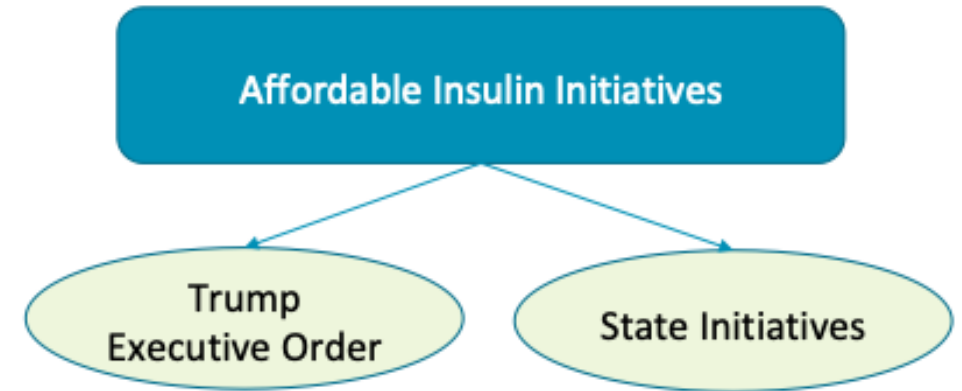 Affordable Insulin Initiatives
Trump
Executive Order
State Initiatives